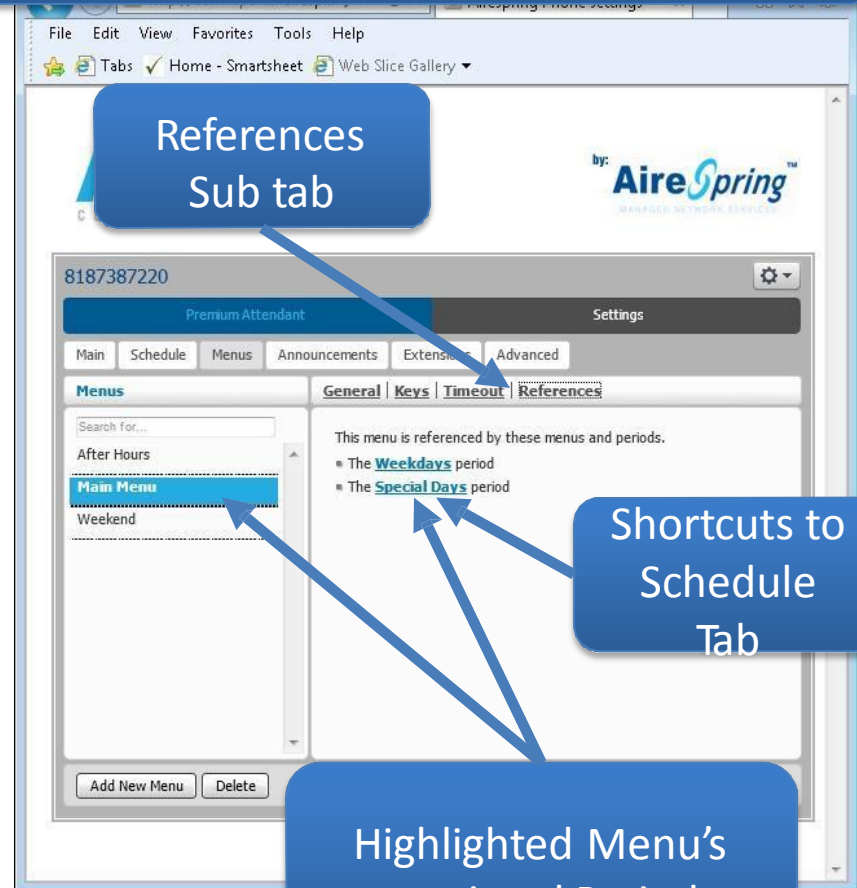 File Edit View Favorites Tools Help
Tabs Home - Smartsheet Web Slice Gallery
References
Sub tab
by:
AireSpring™
MANAGED NETWORK SERVICES
8187387220
Premium Attendant Settings
Main Schedule Menus Announcements Extensions Advanced
Menus
General | Keys | Timeout | References
Search for...
After Hours
Main Menu
Weekend
This menu is referenced by these menus and periods.
The Weekdays period
The Special Days period
Shortcuts to
Schedule
Tab
Add New Menu Delete
Highlighted Menu’s